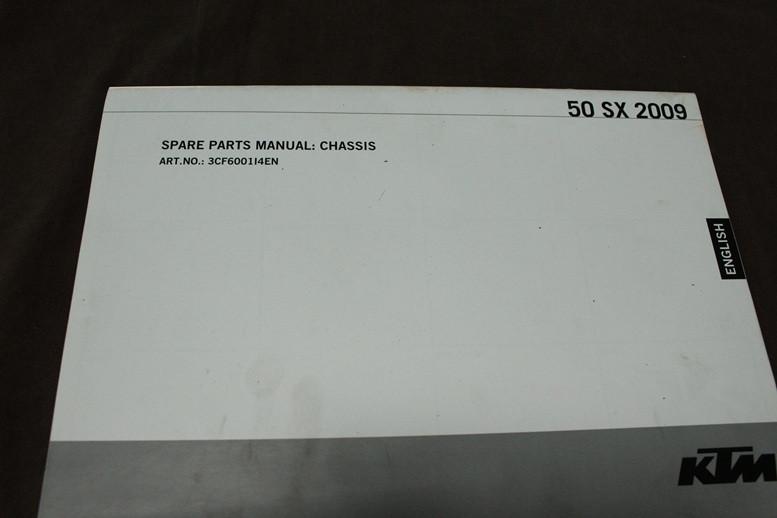 50 SX 2009
SPARE PARTS MANUAL: CHASSIS
ART.NO.: 3CF6001I4EN
ENGLISH
KTM